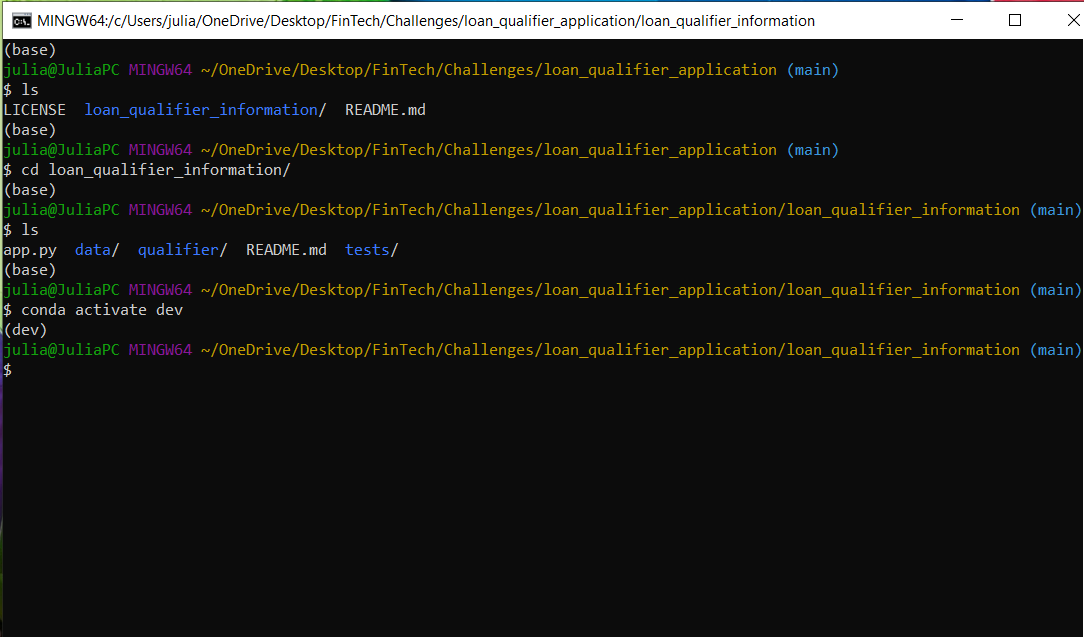 MINGW64:/c/Users/julia/OneDrive/Desktop/FinTech/Challenges/loan_qualifier_application/loan_qualifier_information
(base)
julia@JuliaPC MINGW64 ~/OneDrive/Desktop/FinTech/Challenges/loan_qualifier_application (main)
$ ls
LICENSE  loan_qualifier_information/  README.md
(base)
julia@JuliaPC MINGW64 ~/OneDrive/Desktop/FinTech/Challenges/loan_qualifier_application (main)
$ cd loan_qualifier_information/
(base)
julia@JuliaPC MINGW64 ~/OneDrive/Desktop/FinTech/Challenges/loan_qualifier_application/loan_qualifier_information (main)
$ ls
app.py  data/  qualifier/  README.md  tests/
(base)
julia@JuliaPC MINGW64 ~/OneDrive/Desktop/FinTech/Challenges/loan_qualifier_application/loan_qualifier_information (main)
$ conda activate dev
(dev)
julia@JuliaPC MINGW64 ~/OneDrive/Desktop/FinTech/Challenges/loan_qualifier_application/loan_qualifier_information (main)
$